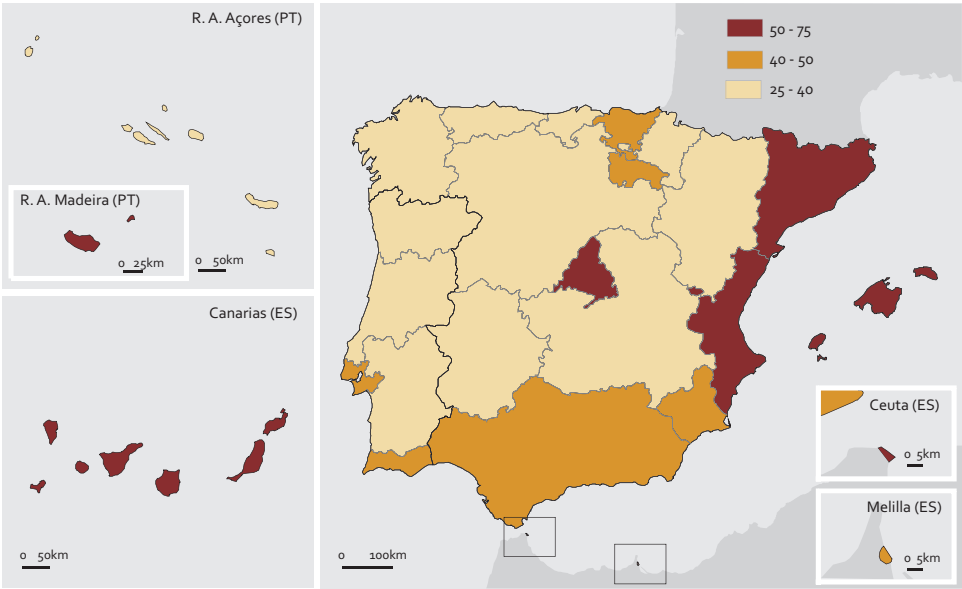 R. A. Açores (PT)
R. A. Madeira (PT)
0 25km
0 50km
Canarias (ES)
0 50km
50 - 75
40 - 50
25 - 40
0 100km
Ceuta (ES)
0 5km
Melilla (ES)
0 5km